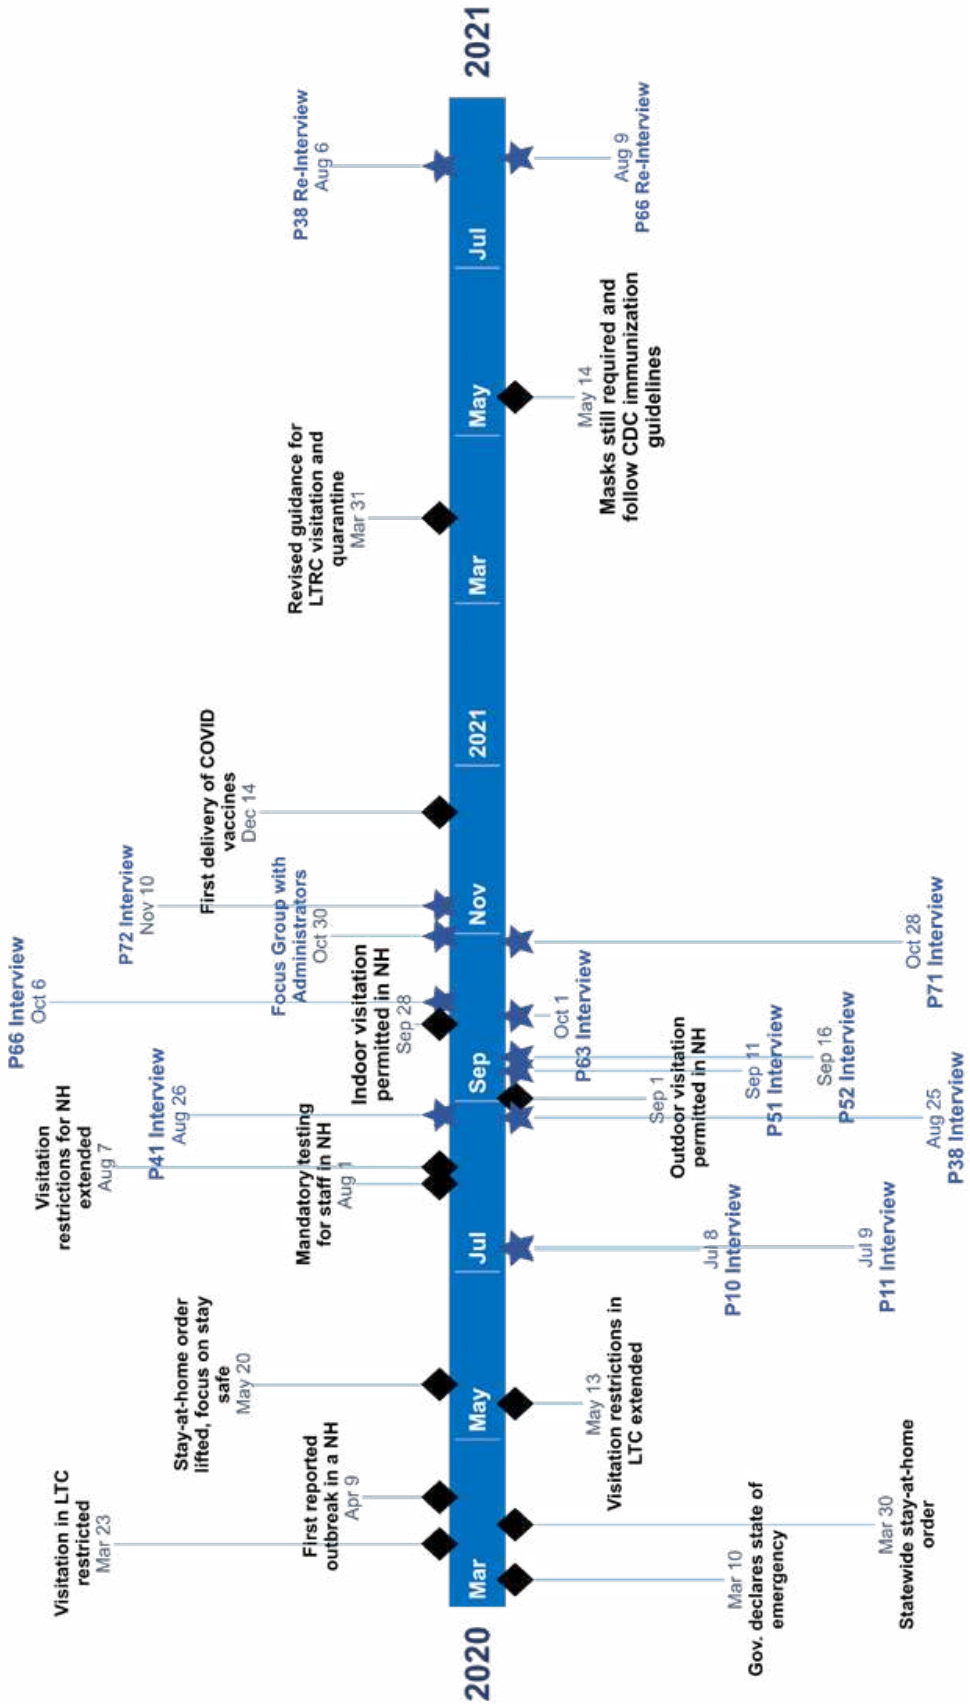 2020
Mar
May
Jul
Sep
Nov
2021
Mar
May
Jul
2021
Visitation in LTC
restricted
Mar 23
First reported
outbreak in a NH
Apr 9
Stay-at-home order
lifted, focus on stay
safe
May 20
Visitation
restrictions for NH
extended
Aug 7
Mandatory testing
for staff in NH
Aug 1
P41 Interview
Aug 26
Indoor visitation
permitted in NH
Sep 28
P66 Interview
Oct 6
Focus Group with
Administrators
Oct 30
P72 Interview
Nov 10
First delivery of COVID
vaccines
Dec 14
Revised guidance for
LTRC visitation and
quarantine
Mar 31
P38 Re-Interview
Aug 6
Mar 10
Gov. declares state of
emergency
Mar 30
Statewide stay-at-home
order
May 13
Visitation restrictions in
LTC extended
Jul 8
P10 Interview
Jul 9
P11 Interview
Aug 25
P38 Interview
Sep 1
Outdoor visitation
permitted in NH
Sep 11
P51 Interview
Sep 16
P52 Interview
Oct 1
P63 Interview
Oct 28
P71 Interview
May 14
Masks still required and
follow CDC immunization
guidelines
Aug 9
P66 Re-Interview